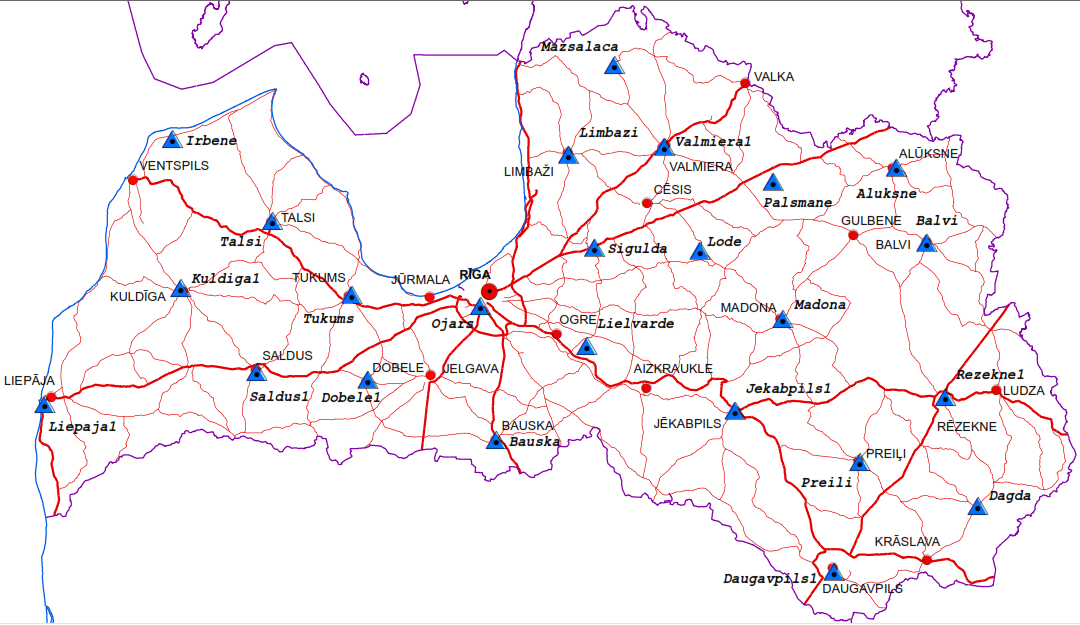 Mazsalaca
VALKA
Irbene
Limbazi
Valmiera1
ALŪKSNE
VENTSPILS
LIMBAŽI
VALMIERA
CĒSIS
Palsmane
Aluksne
TALSI
GULBENE
Balvi
Talsi
Sigulda
Lode
BALVI
Kuldiga1
TUKUMS
JŪRMALA
RĪGA
KULDĪGA
Tukums
Ojars
OGRE
Lielvarde
MADONA
Madona
SALDUS
DOBELE
JELGAVA
AIZKRAUKLE
Rezekne1
LIEPĀJA
Saldus1
Dobele1
Jekabpils1
LUDZA
Liepaja1
BAUSKA
Bauska
JĒKABPILS
RĒZEKNE
PREIĻI
Preili
Dagda
KRĀSLAVA
Daugavpils1
DAUGAVPILS